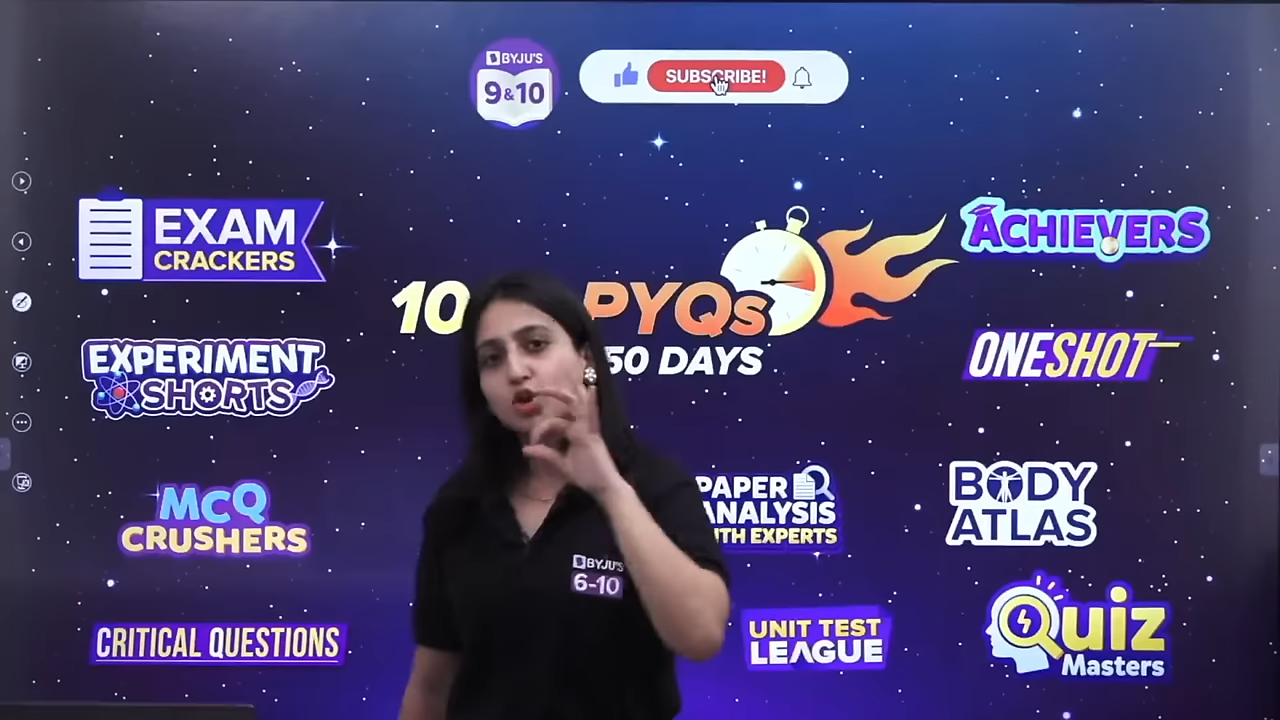 BYJU'S
9&10
SUBSCRIBE!
EXAM
CRACKERS
ACHIEVERS
10 PYQs
50 DAYS
EXPERIMENT
SHORTS
ONESHOT
MCQ
CRUSHERS
PAPER
ANALYSIS
EXPERTS
BODY
ATLAS
BYJU'S
6-10
CRITICAL QUESTIONS
UNIT TEST
LEAGUE
Quiz
Masters